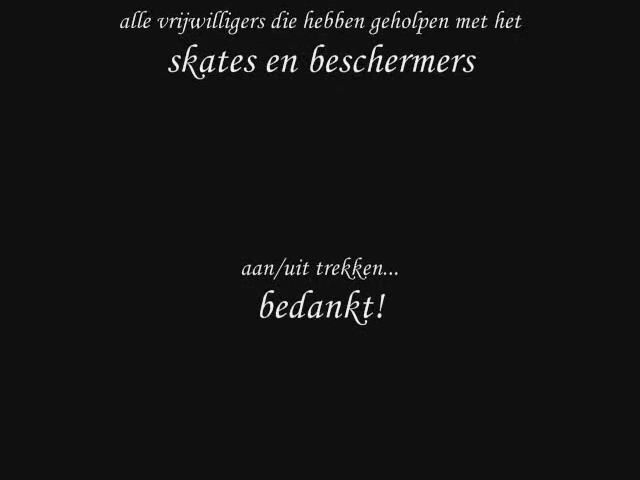 alle vrijwilligers die hebben geholpen met het
skates en beschermers
aan/uit trekken...
bedankt!